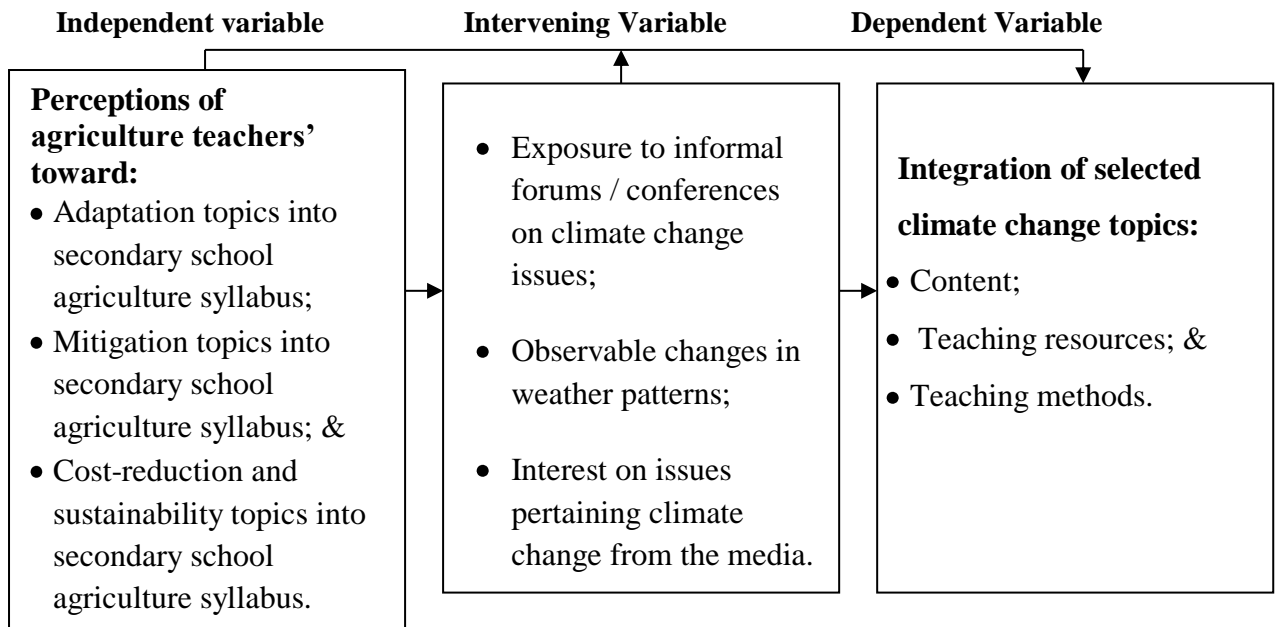 Independent variable
Intervening Variable
Dependent Variable
Perceptions of
agriculture teachers’
toward:
• Adaptation topics into
secondary school
agriculture syllabus;
• Mitigation topics into
secondary school
agriculture syllabus; &
• Cost-reduction and
sustainability topics into
secondary school
agriculture syllabus.
• Exposure to informal
forums / conferences
on climate change
issues;
• Observable changes in
weather patterns;
• Interest on issues
pertaining climate
change from the media.
Integration of selected
climate change topics:
• Content;
• Teaching resources; &
• Teaching methods.